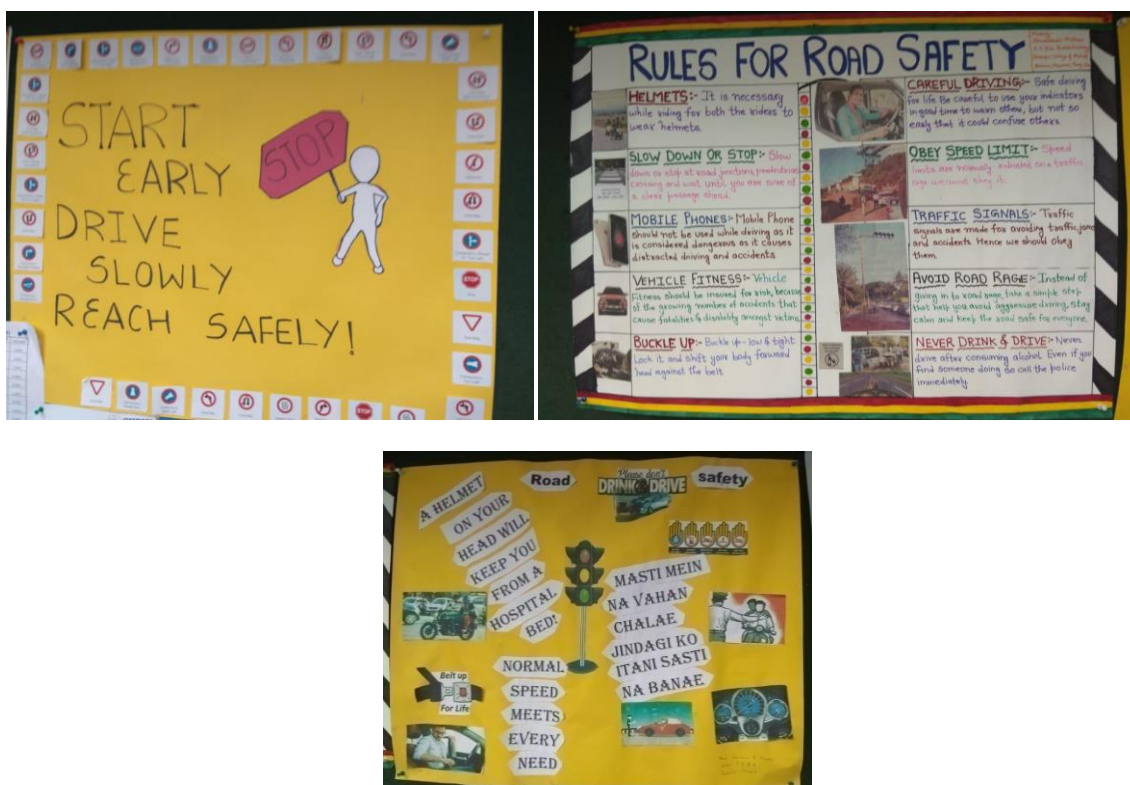 START
EARLY
DRIVE
SLOWLY
REACH SAFELY!
STOP
STOP
STOP
RULES FOR ROAD SAFETY
HELMETS:- It is necessary
while riding for both the riders to
wear helmets.
SLOW DOWN OR STOP:- Slow
down or stop at road junctions, pedestrian
crossing and wait until you are sure of
a clear passage ahead.
MOBILE PHONES:- Mobile Phone
should not be used while driving as it
is considered dangerous as it causes
distracted driving and accidents
VEHICLE FITNESS:- Vehicle
Fitness should be insured for risk, because
of the growing number of accidents that
cause fatalities & disability amongst victims.
BUCKLE UP:- Buckle up - low & tight
Lock it and shift your body forward
hard against the belt
CAREFUL DRIVING:- Safe driving
for life. Be careful to use your indicators
in good time to warn others, but not so
early that it could confuse others.
OBEY SPEED LIMIT:- Speed
limits are normally indicated on a traffic
sign we must obey it.
TRAFFIC SIGNALS:- Traffic
signals are made for avoiding traffic jams
and accidents. Hence we should obey
them.
AVOID ROAD RAGE:- Instead of
giving in to road rage, take a simple step
that help you avoid aggressive driving, stay
calm and keep the road safe for everyone.
NEVER DRINK & DRIVE:- Never
drive after consuming alcohol. Even if you
find someone doing so call the police
immediately.
Road
Please don't
DRINK & DRIVE
safety
A HELMET
ON YOUR
HEAD WILL
KEEP YOU
FROM A
HOSPITAL
BED!
NORMAL
SPEED
MEETS
EVERY
NEED
Belt up
For Life
MASTI MEIN
NA VAHAN
CHALAE
JINDAGI KO
ITANI SASTI
NA BANAE